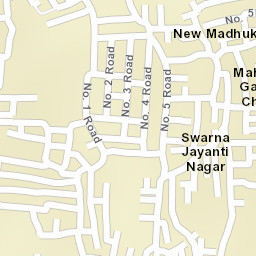 No. 5
New Madhuk
Mah
Ga
Ch
No. 1 Road
No. 2 Road
No. 3 Road
No. 4 Road
No. 5 Road
Swarna
Jayanti
Nagar